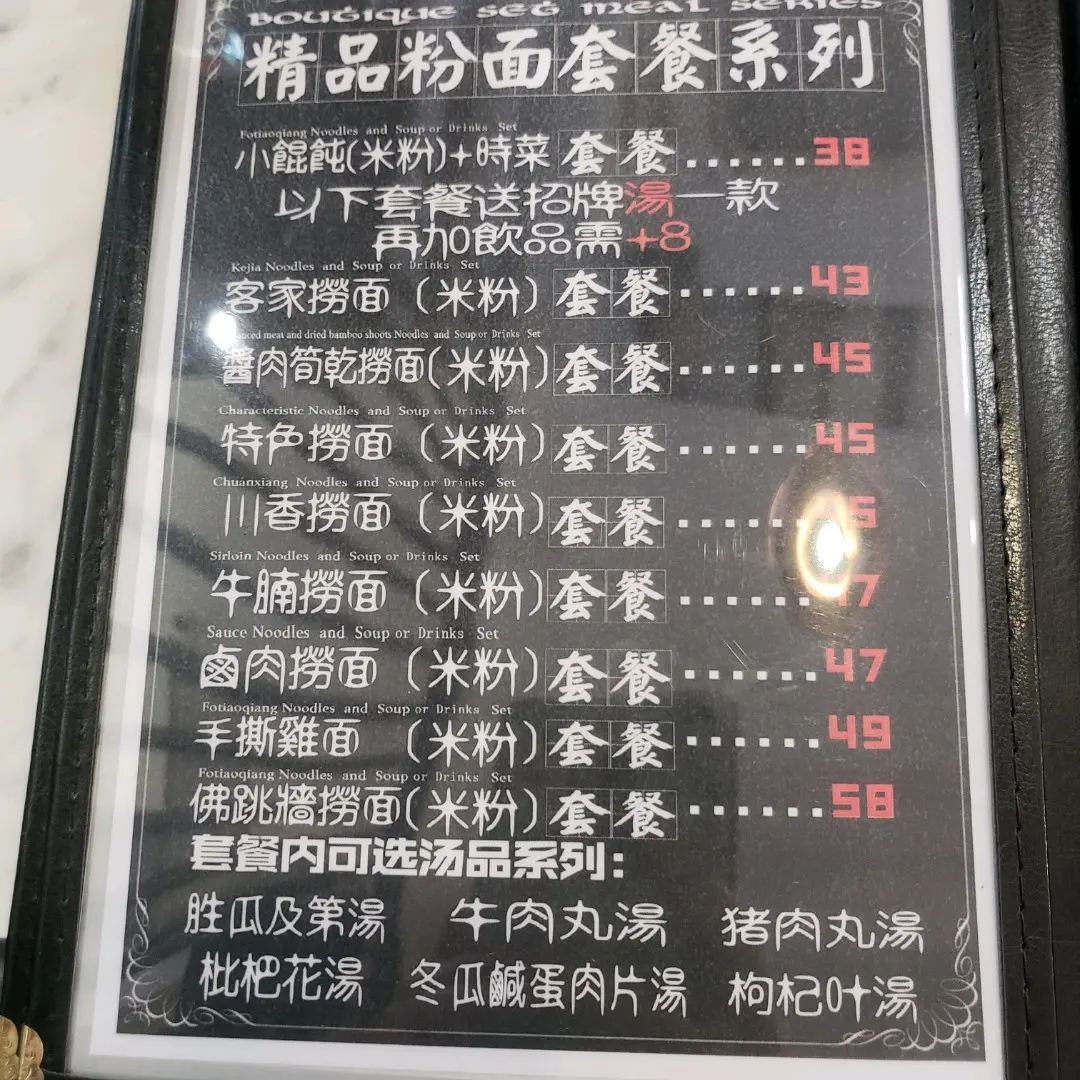 BOUTIQUE SET MEAL SERIES
精品粉面套餐系列
Fotiaoqiang Noodles and Soup or Drinks Set
小餛飩(米粉)+時菜 套餐......38
以下套餐送招牌湯一款
再加飲品需+8
Kejia Noodles and Soup or Drinks Set
客家撈面(米粉)套餐......43
meat and dried bamboo shoots Noodles and Soup or Drinks Set
醬肉筍乾撈面(米粉)套餐......45
Characteristic Noodles and Soup or Drinks Set
特色撈面(米粉)套餐......45
Chuanxiang Noodles and Soup or Drinks Set
川香撈面(米粉)套餐......
Sirloin Noodles and Soup or Drinks Set
牛腩撈面(米粉)套餐......47
Sauce Noodles and Soup or Drinks Set
鹵肉撈面(米粉)套餐......47
Fotiaoqiang Noodles and Soup or Drinks Set
手撕雞面(米粉)套餐......49
Fotiaoqiang Noodles and Soup or Drinks Set
佛跳牆撈面(米粉)套餐......58
套餐内可选汤品系列:
胜瓜及第湯 牛肉丸湯 猪肉丸湯
枇杷花湯 冬瓜鹹蛋肉片湯 枸杞叶湯